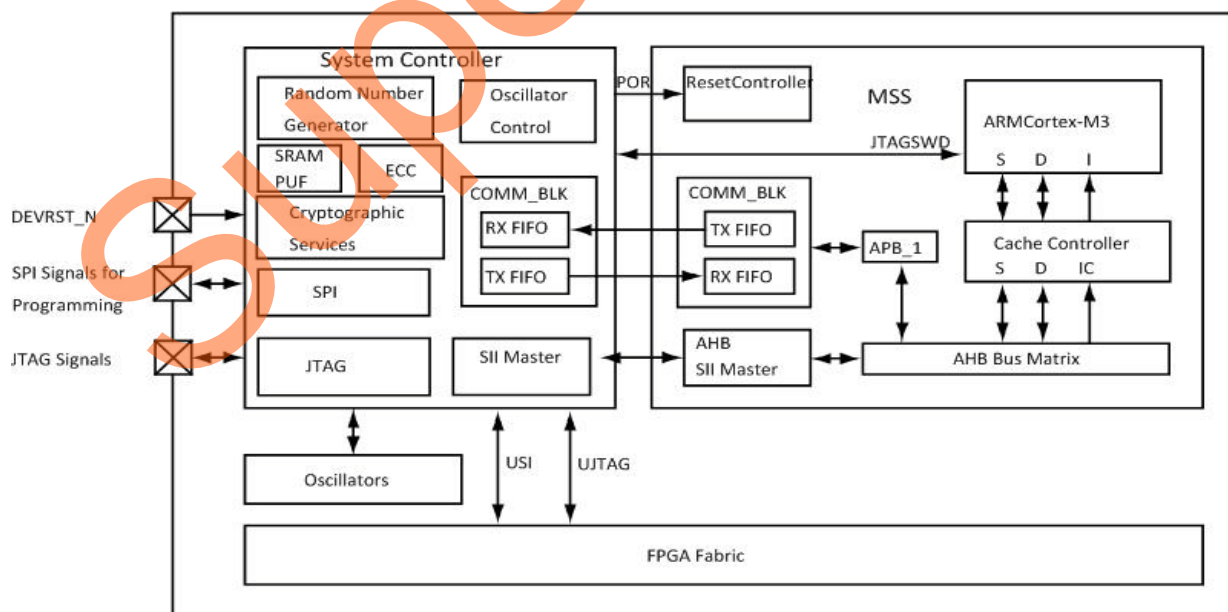 System Controller
Random Number
Generator
Oscillator
Control
SRAM
PUF
ECC
Cryptographic
Services
SPI
JTAG
COMM_BLK
RX FIFO
TX FIFO
SII Master
POR
ResetController
MSS
JTAGSWD
ARMCortex-M3
S D I
COMM_BLK
TX FIFO
RX FIFO
APB_1
Cache Controller
S D IC
AHB
SII Master
AHB Bus Matrix
DEVRST_N
SPI Signals for
Programming
JTAG Signals
Oscillators
USI
UJTAG
FPGA Fabric